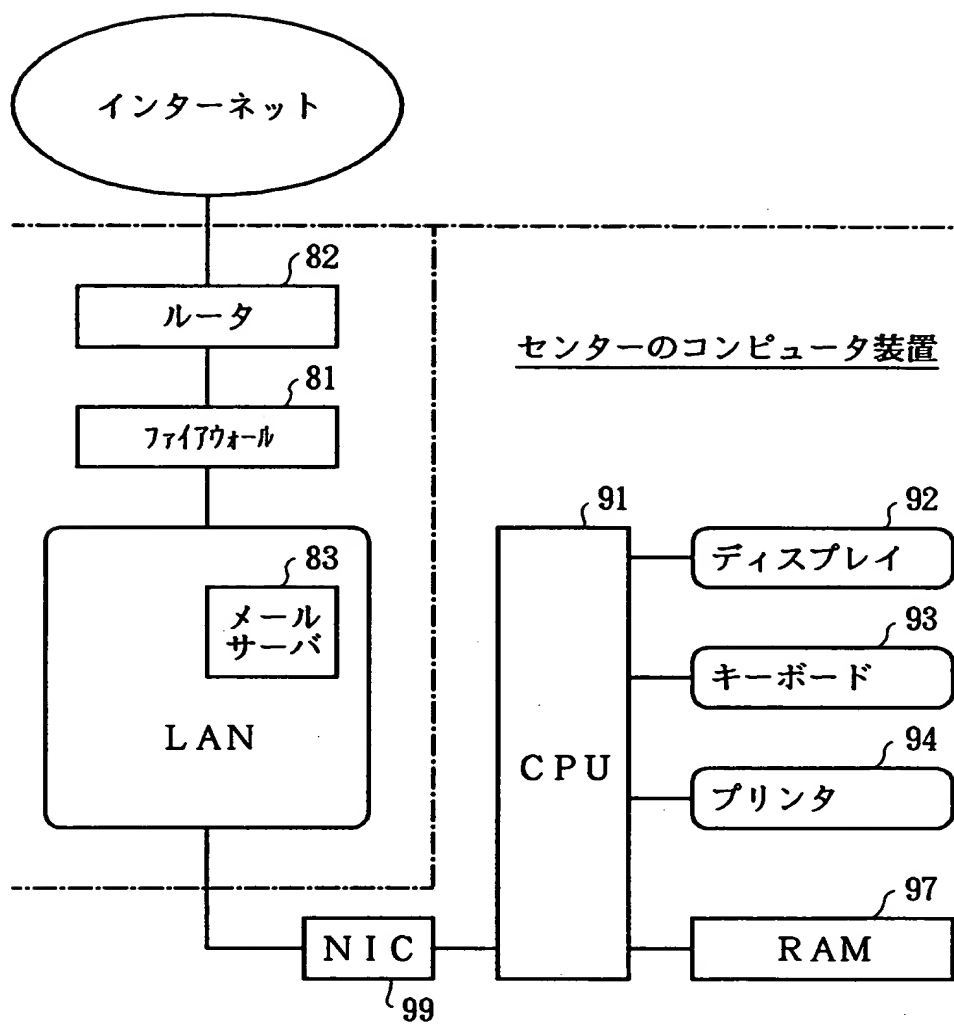 インターネット
82
ルータ
センターのコンピュータ装置
81
ファイアウォール
91
92
ディスプレイ
83
メール
サーバ
93
キーボード
LAN
CPU
94
プリンタ
97
NIC
RAM
99